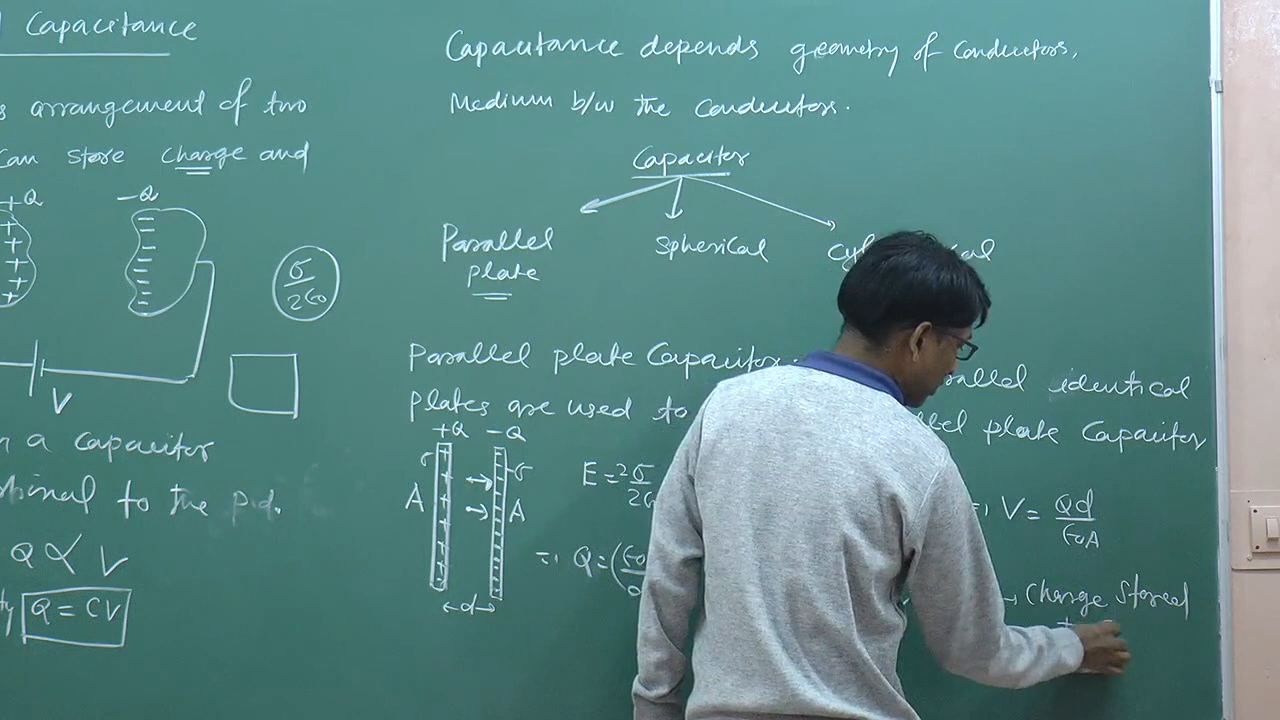 Capacitance
arrangement of two
can store charge and
+Q
-Q
σ/2ε₀
V
a capacitor
to the p.d.
Q ∝ V
Q = CV
Capacitance depends geometry of conductors,
Medium b/w the conductors.
Capacitor
Parallel plate
Spherical
Parallel plate Capacitor
identical
plates are used to
plate Capacitor
+Q -Q
σ
σ
A
A
d
E = 2σ/2
V = Qd/ε₀A
Q = (
Charge Stored